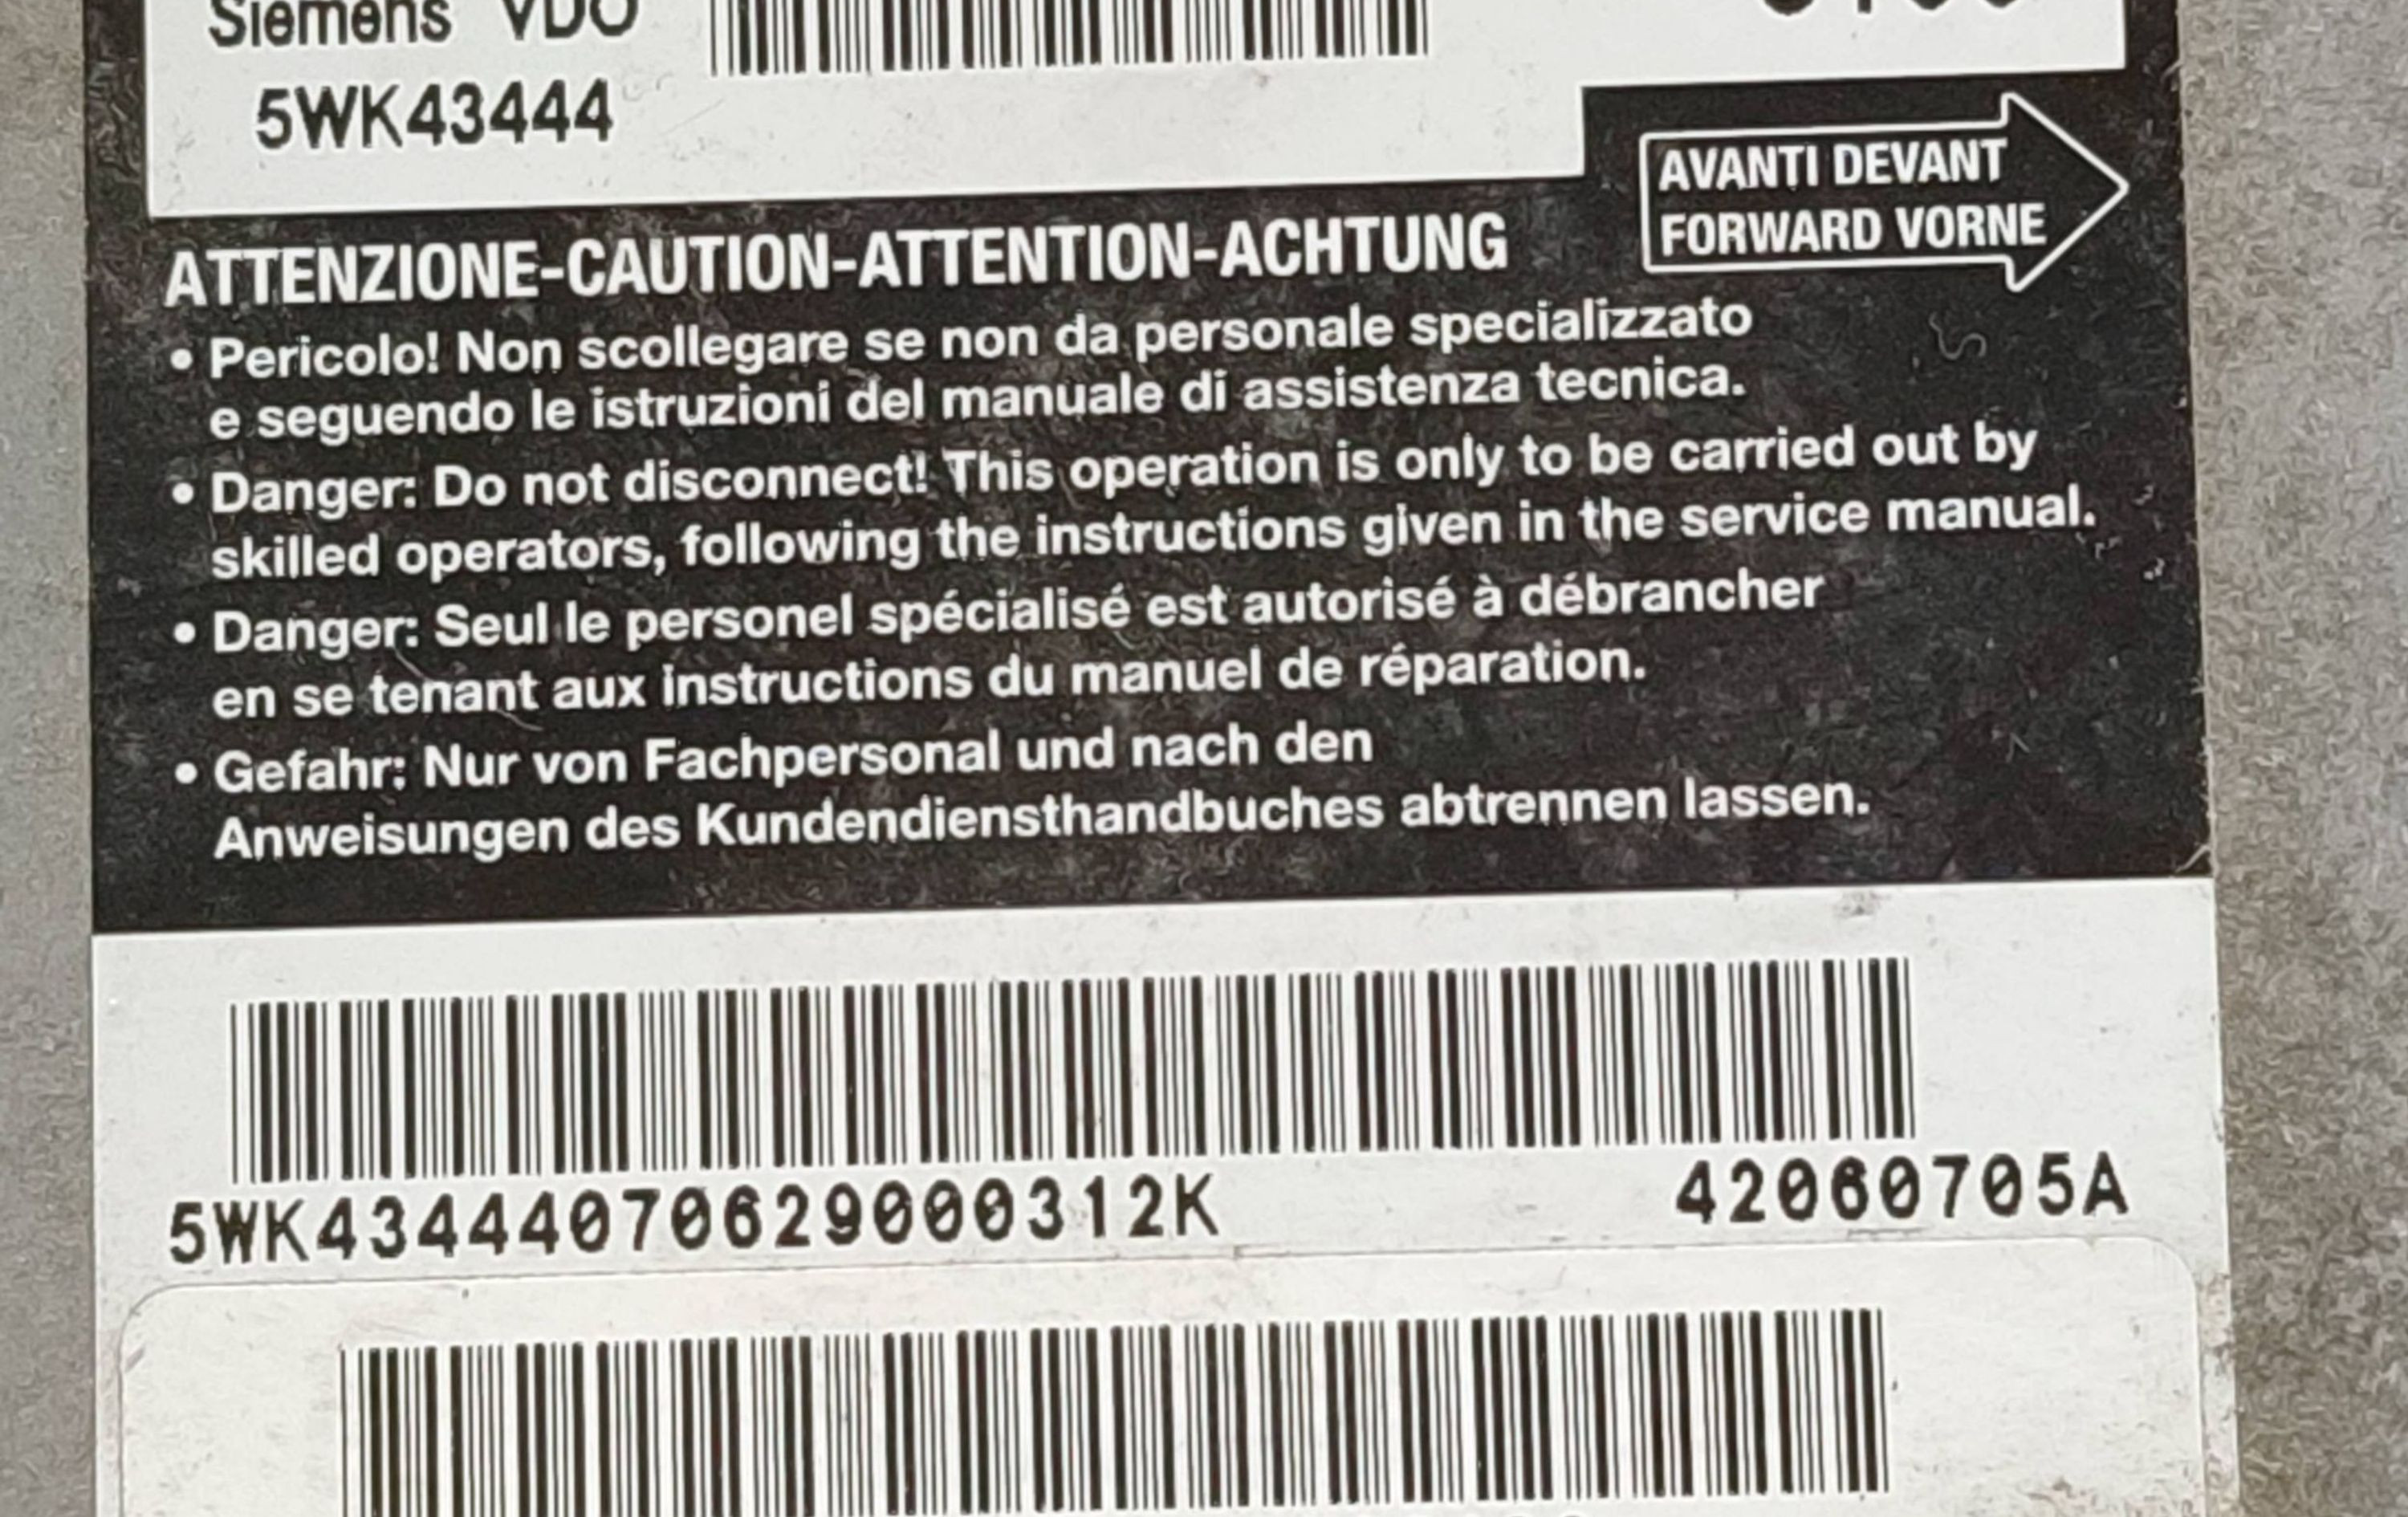 Siemens VDO
5WK43444
AVANTI DEVANT
FORWARD VORNE
ATTENZIONE-CAUTION-ATTENTION-ACHTUNG
• Pericolo! Non scollegare se non da personale specializzato
e seguendo le istruzioni del manuale di assistenza tecnica.
• Danger: Do not disconnect! This operation is only to be carried out by
skilled operators, following the instructions given in the service manual.
• Danger: Seul le personel spécialisé est autorisé à débrancher
en se tenant aux instructions du manuel de réparation.
• Gefahr: Nur von Fachpersonal und nach den
Anweisungen des Kundendiensthandbuches abtrennen lassen.
5WK43444070629000312K 42060705A